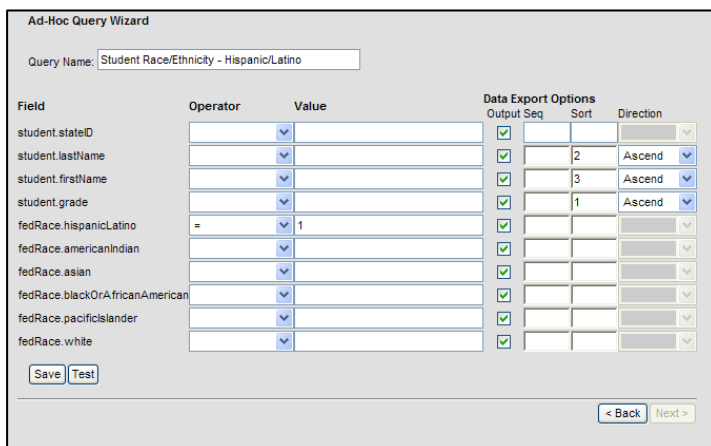 Ad-Hoc Query Wizard
Query Name: Student Race/Ethnicity - Hispanic/Latino
Data Export Options
Field Operator Value Output Seq Sort Direction
student.stateID
student.lastName 2 Ascend
student.firstName 3 Ascend
student.grade 1 Ascend
fedRace.hispanicLatino = 1
fedRace.americanIndian
fedRace.asian
fedRace.blackOrAfricanAmerican
fedRace.pacificIslander
fedRace.white
Save Test
< Back Next >